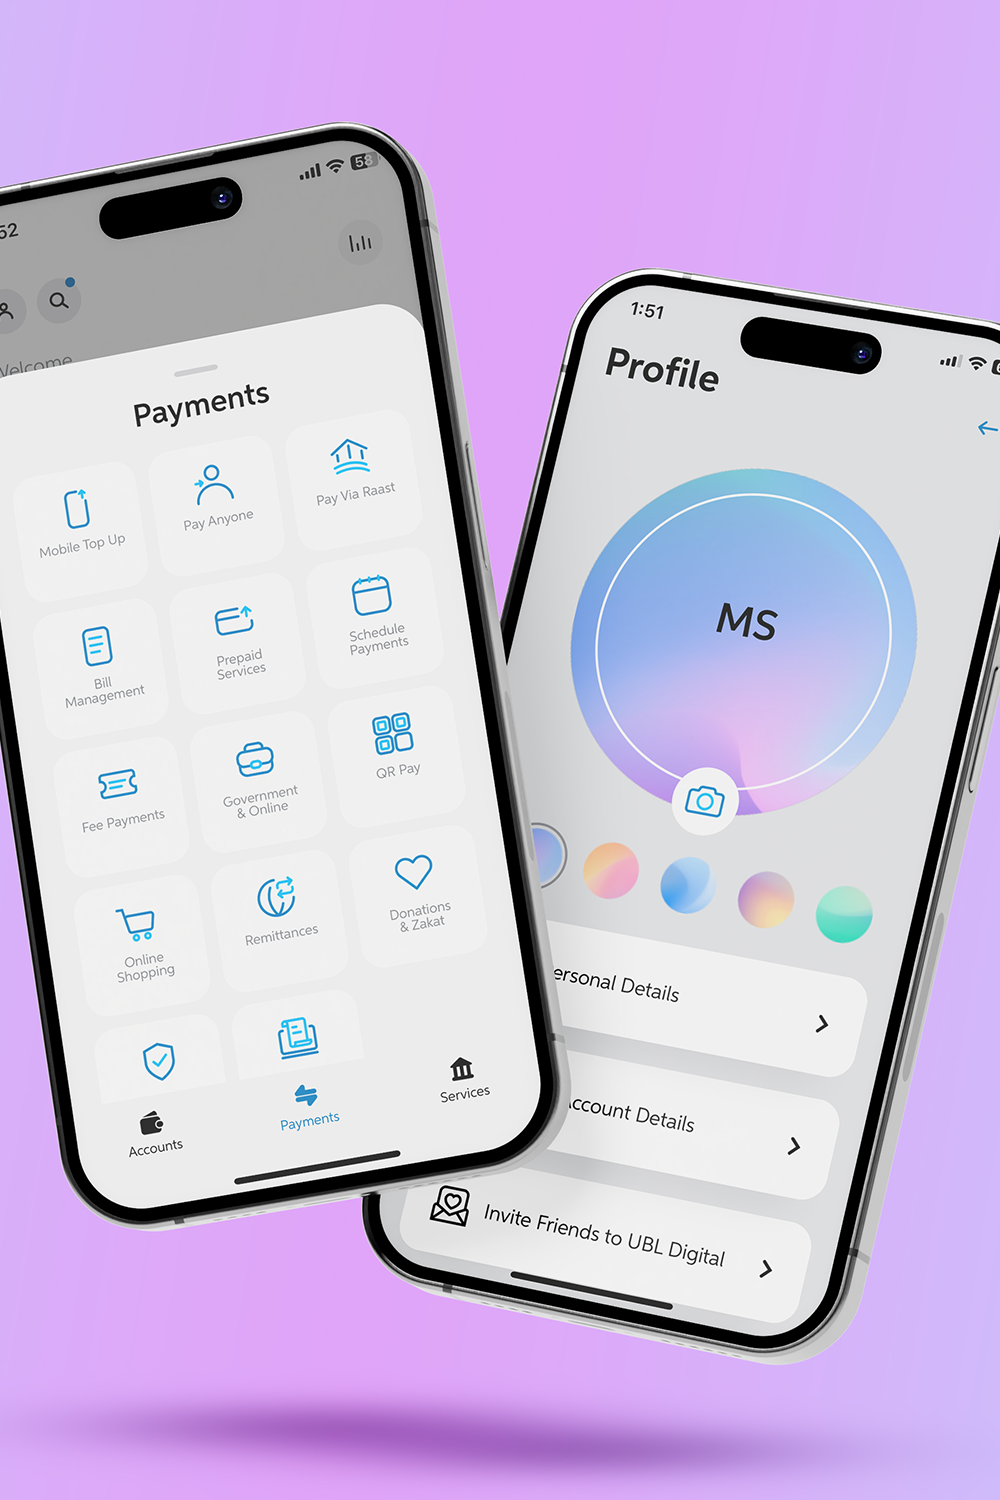 52
58
Welcome
Payments
Mobile Top Up
Pay Anyone
Pay Via Raast
Bill
Management
Prepaid
Services
Schedule
Payments
Fee Payments
Government
& Online
QR Pay
Online
Shopping
Remittances
Donations
& Zakat
Accounts
Payments
Services
1:51
Profile
MS
ersonal Details
Account Details
Invite Friends to UBL Digital